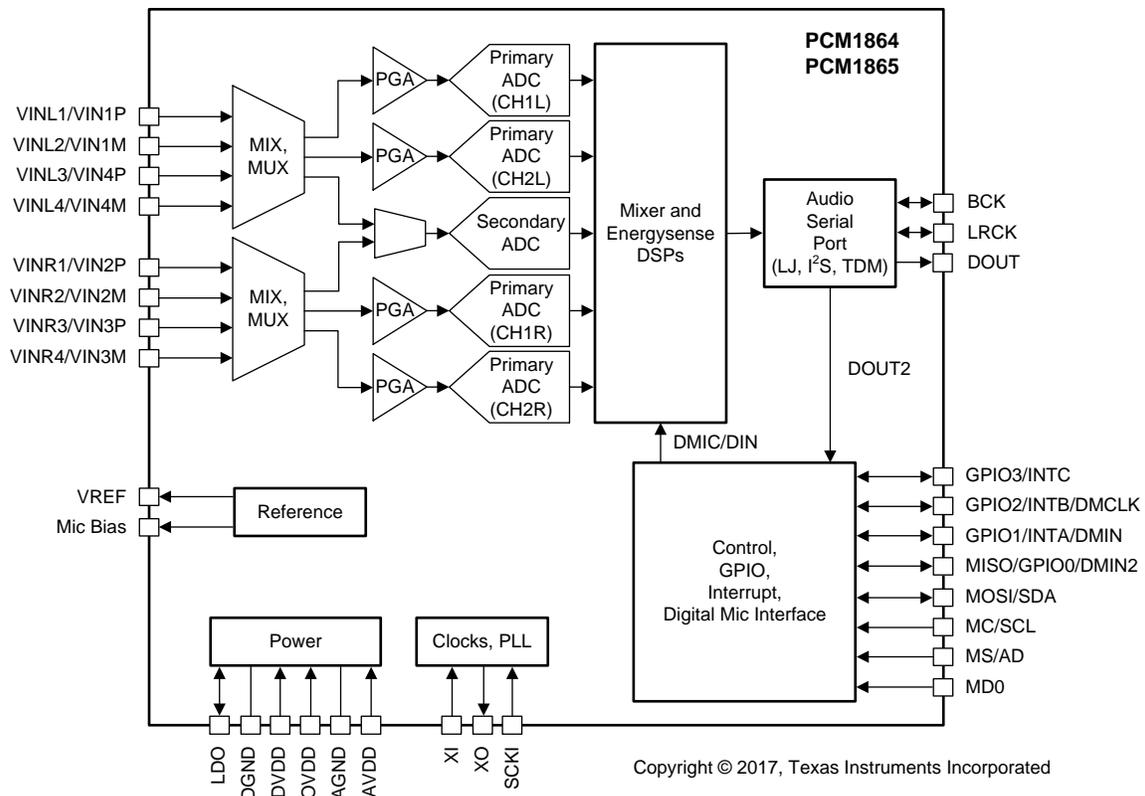 PCM1864
PCM1865
VINL1/VIN1P
VINL2/VIN1M
VINL3/VIN4P
VINL4/VIN4M
MIX,
MUX
VINR1/VIN2P
VINR2/VIN2M
VINR3/VIN3P
VINR4/VIN3M
MIX,
MUX
PGA
Primary
ADC
(CH1L)
PGA
Primary
ADC
(CH2L)
Secondary
ADC
PGA
Primary
ADC
(CH1R)
PGA
Primary
ADC
(CH2R)
Mixer and
Energysense
DSPs
Audio
Serial
Port
(LJ, I²S, TDM)
BCK
LRCK
DOUT
DOUT2
DMIC/DIN
VREF
Mic Bias
Reference
Control,
GPIO,
Interrupt,
Digital Mic Interface
GPIO3/INTC
GPIO2/INTB/DMCLK
GPIO1/INTA/DMIN
MISO/GPIO0/DMIN2
MOSI/SDA
MC/SCL
MS/AD
MD0
Power
Clocks, PLL
LDO
DGND
DVDD
IOVDD
AGND
AVDD
XI
XO
SCKI
Copyright © 2017, Texas Instruments Incorporated